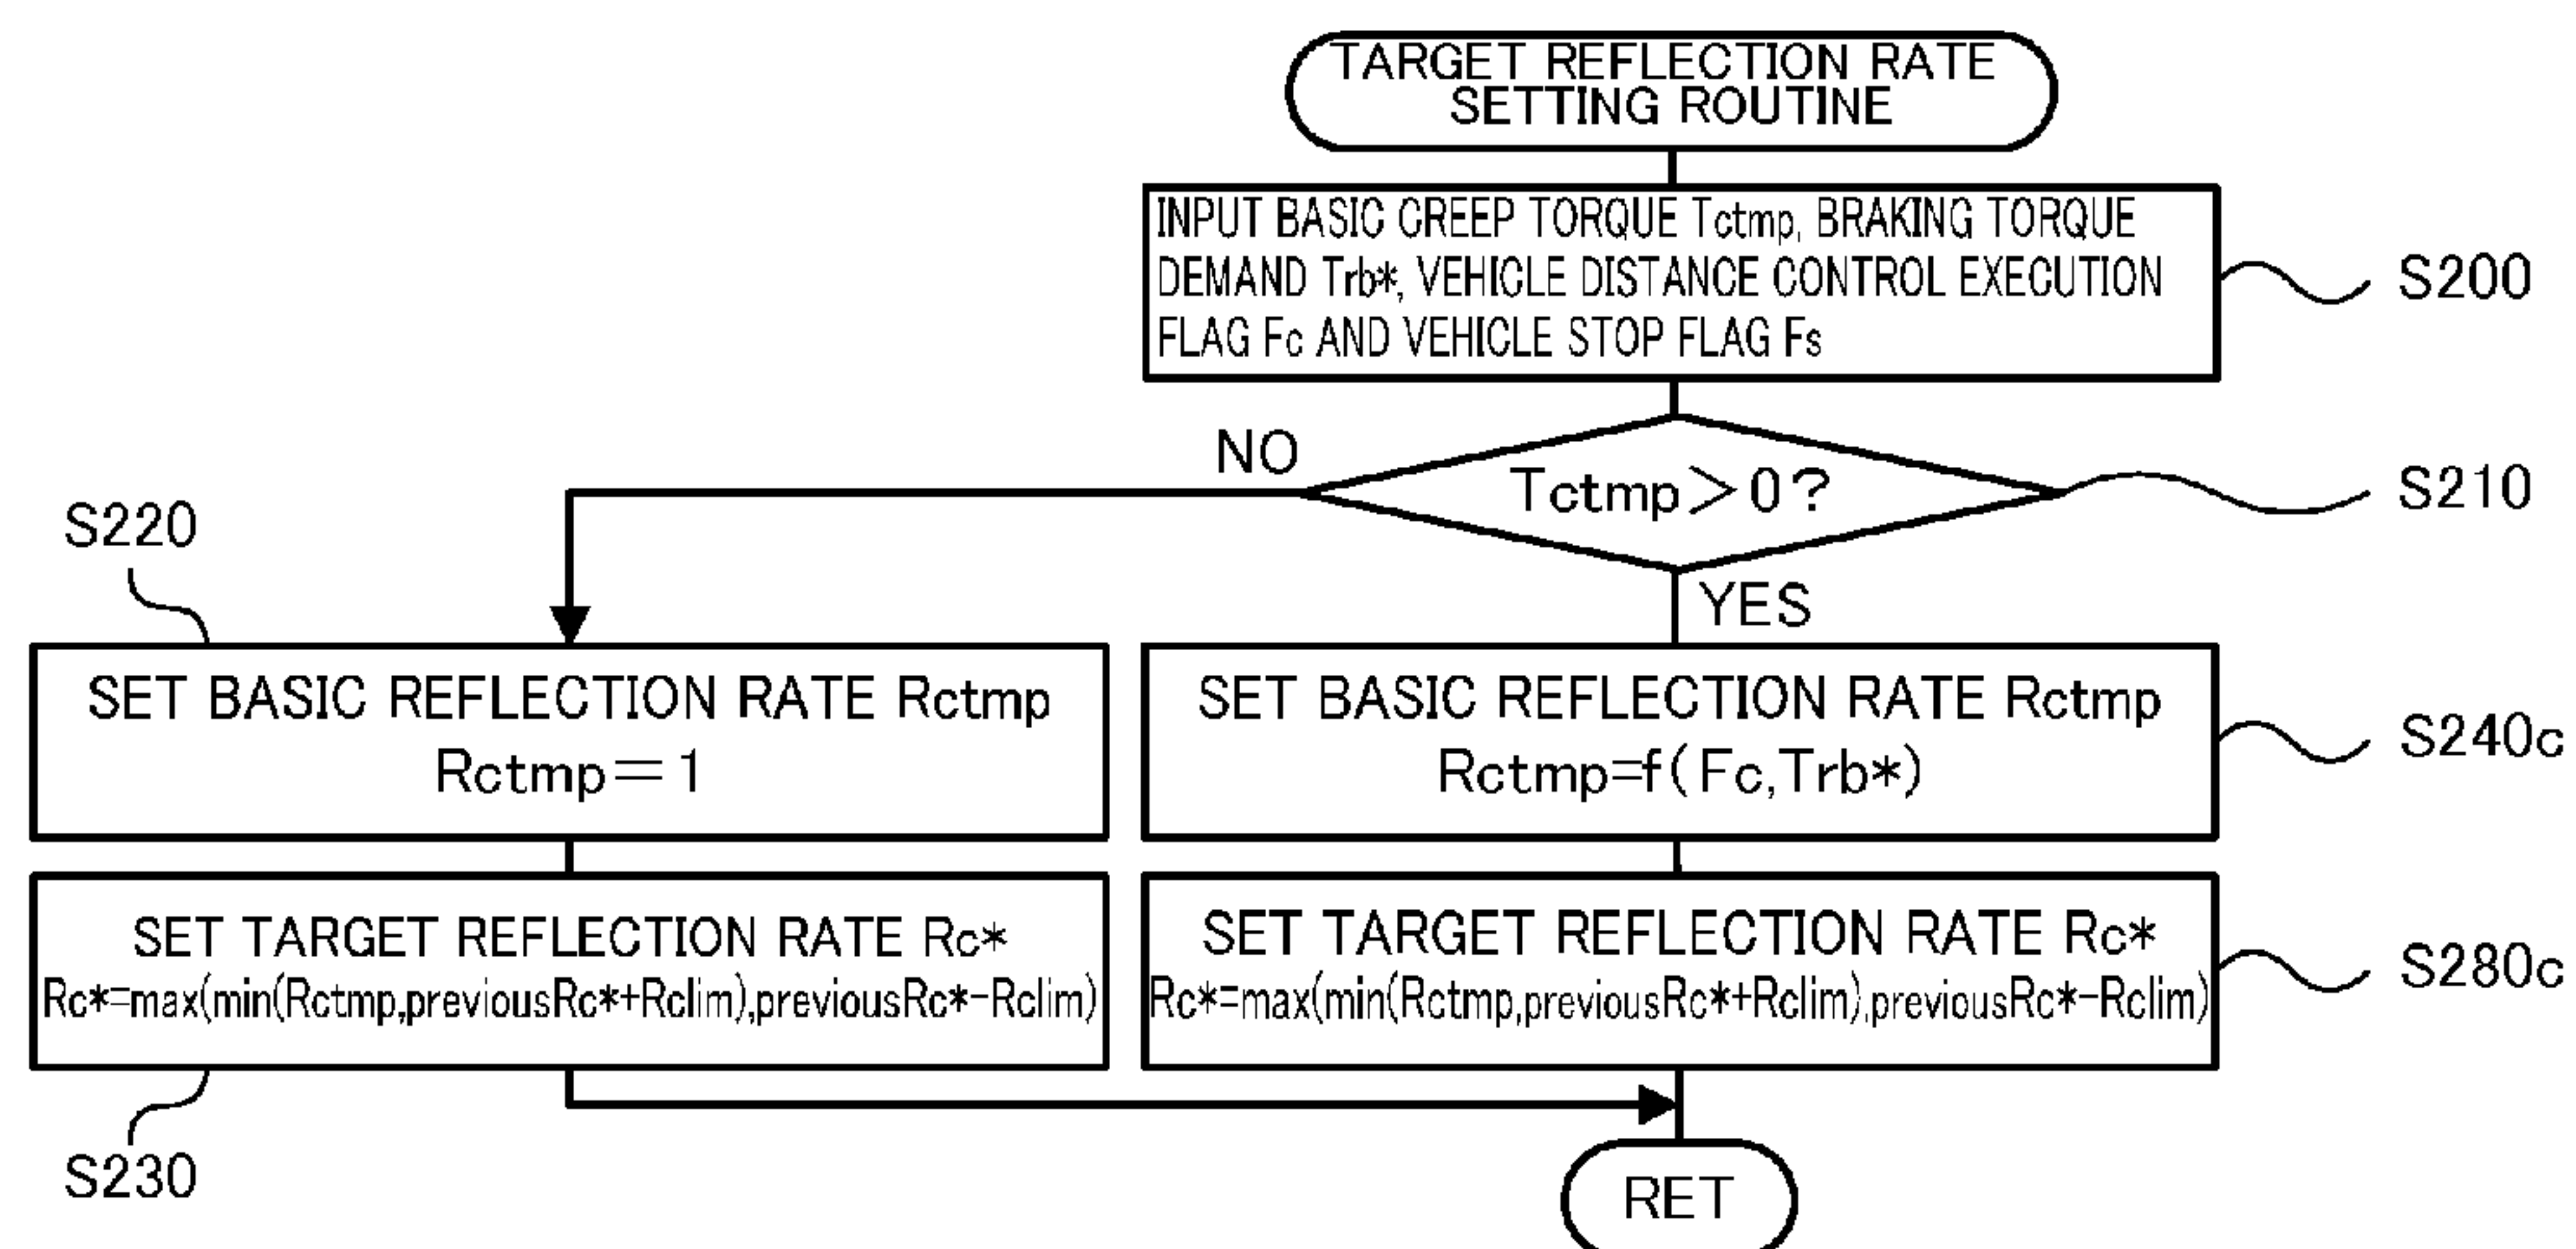 TARGET REFLECTION RATE
SETTING ROUTINE
INPUT BASIC CREEP TORQUE Tctmp, BRAKING TORQUE
DEMAND Trb*, VEHICLE DISTANCE CONTROL EXECUTION
FLAG Fc AND VEHICLE STOP FLAG Fs
S200
NO
Tctmp>0?
S210
YES
S220
SET BASIC REFLECTION RATE Rctmp
Rctmp=1
SET BASIC REFLECTION RATE Rctmp
Rctmp=f(Fc,Trb*)
S240c
SET TARGET REFLECTION RATE Rc*
Rc*=max(min(Rctmp,previousRc*+Rclim),previousRc*-Rclim)
S230
SET TARGET REFLECTION RATE Rc*
Rc*=max(min(Rctmp,previousRc*+Rclim),previousRc*-Rclim)
S280c
RET